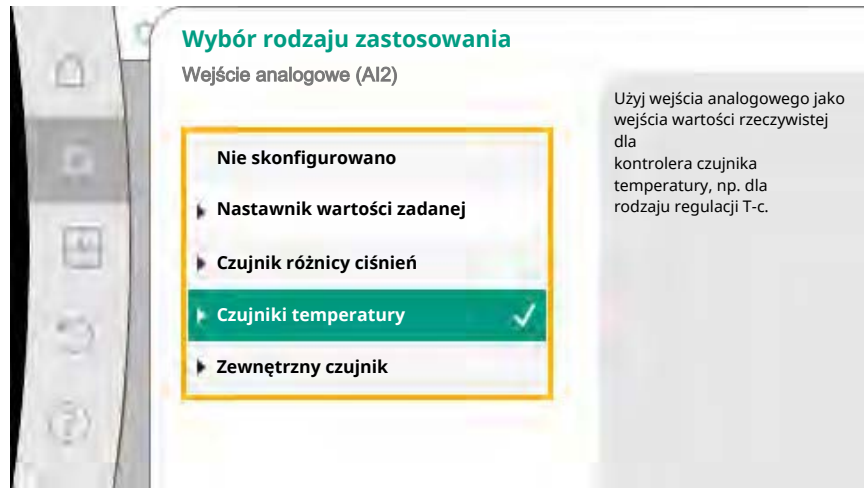 Wybór rodzaju zastosowania
Wejście analogowe (AI2)
Nie skonfigurowano
Nastawnik wartości zadanej
Czujnik różnicy ciśnień
Czujniki temperatury
Zewnętrzny czujnik
Użyj wejścia analogowego jako
wejścia wartości rzeczywistej
dla
kontrolera czujnika
temperatury, np. dla
rodzaju regulacji T-c.